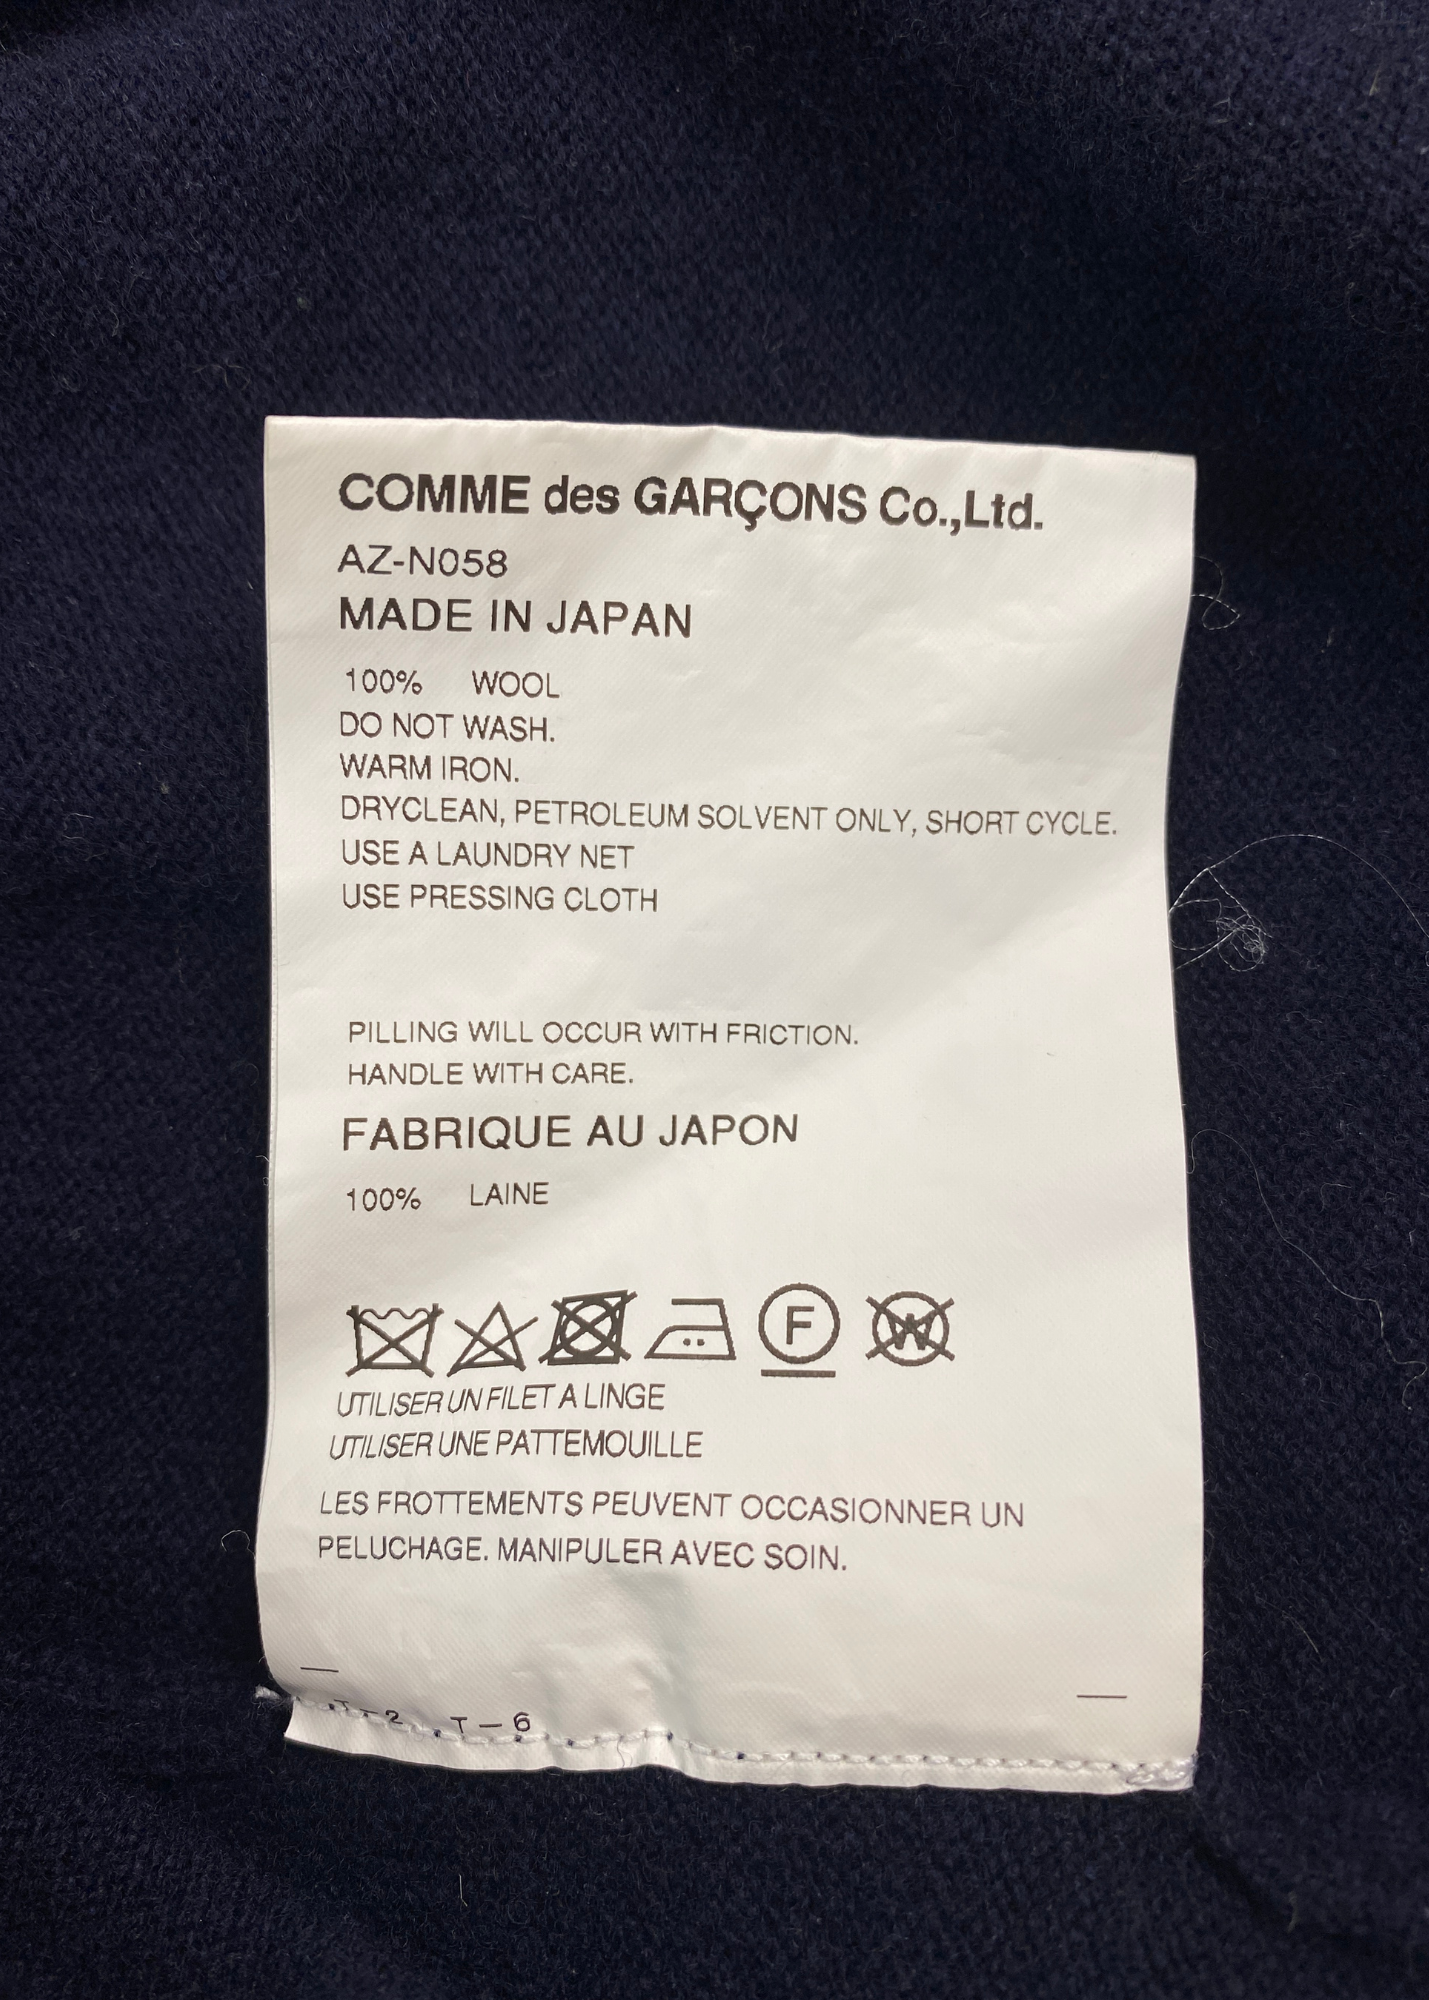 COMME des GARÇONS Co.,Ltd.
AZ-N058
MADE IN JAPAN
100% WOOL
DO NOT WASH.
WARM IRON.
DRYCLEAN, PETROLEUM SOLVENT ONLY, SHORT CYCLE.
USE A LAUNDRY NET
USE PRESSING CLOTH
PILLING WILL OCCUR WITH FRICTION.
HANDLE WITH CARE.
FABRIQUE AU JAPON
100% LAINE
F W
UTILISER UN FILET A LINGE
UTILISER UNE PATTEMOUILLE
LES FROTTEMENTS PEUVENT OCCASIONNER UN
PELUCHAGE. MANIPULER AVEC SOIN.
T-2 T-6